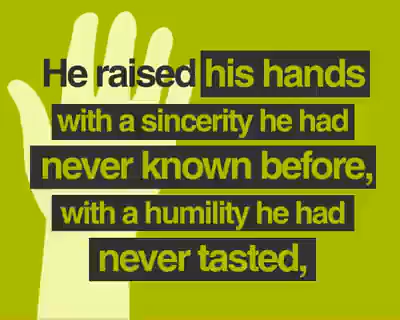 He raised his hands
with a sincerity he had
never known before,
with a humility he had
never tasted,